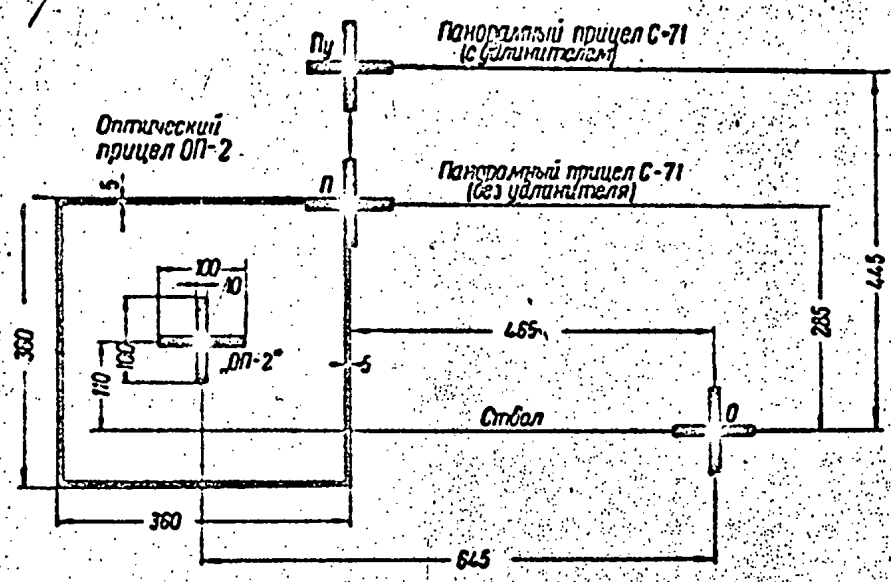 Пу
Панорамный прицел С-71
(с удлинителем)
Оптический
прицел ОП-2
5
П
Панорамный прицел С-71
(без удлинителя)
100
10
100
360
110
„ОП-2“
5
465
285
445
Ствол
О
360
645